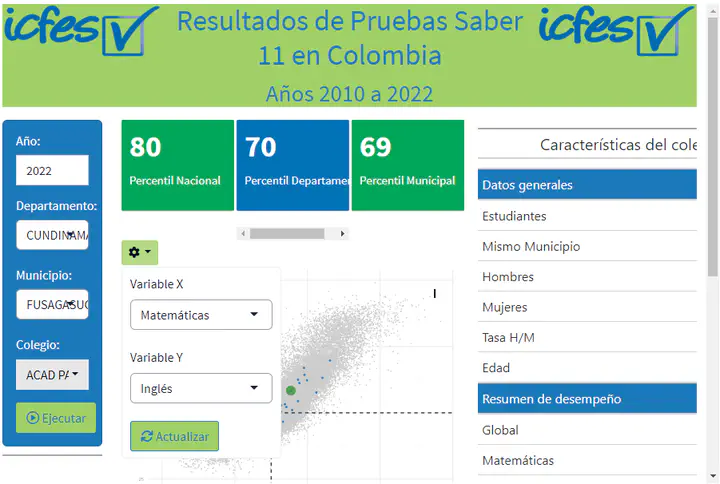 icfes
Resultados de Pruebas Saber
11 en Colombia
icfes
Años 2010 a 2022
Año:
2022
Departamento:
CUNDINAMA
Municipio:
FUSAGASUG
Colegio:
ACAD PA
Ejecutar
80
Percentil Nacional
70
Percentil Departamen
69
Percentil Municipal
Variable X
Matemáticas
Variable Y
Inglés
Actualizar
I
Características del cole
Datos generales
Estudiantes
Mismo Municipio
Hombres
Mujeres
Tasa H/M
Edad
Resumen de desempeño
Global
Matemáticas